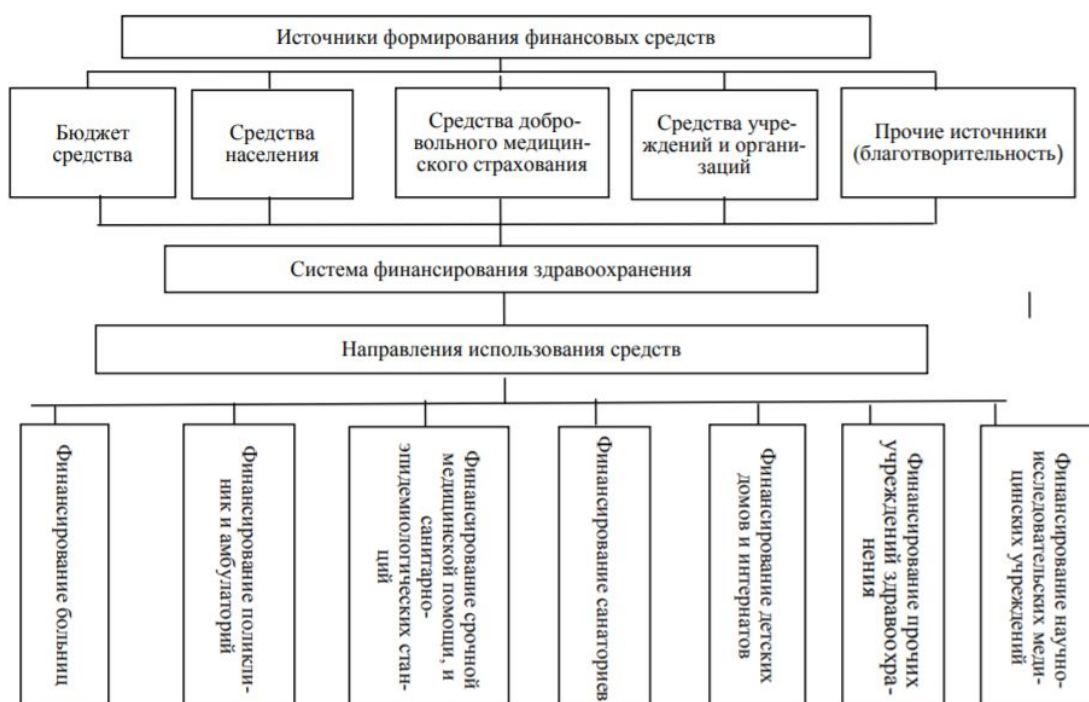 Источники формирования финансовых средств
Бюджет
средства
Средства
населения
Средства добро-
вольного медицин-
ского страхования
Средства учре-
ждений и органи-
заций
Прочие источники
(благотворительность)
Система финансирования здравоохранения
Направления использования средств
Финансирование больниц
Финансирование поликли-
ник и амбулаторий
Финансирование срочной
медицинской помощи, и
санитарно-
эпидемиологических стан-
ций
Финансирование санаториев
Финансирование детских
домов и интернатов
Финансирование прочих
учреждений здравоохра-
нения
Финансирование научно-
исследовательских меди-
цинских учреждений